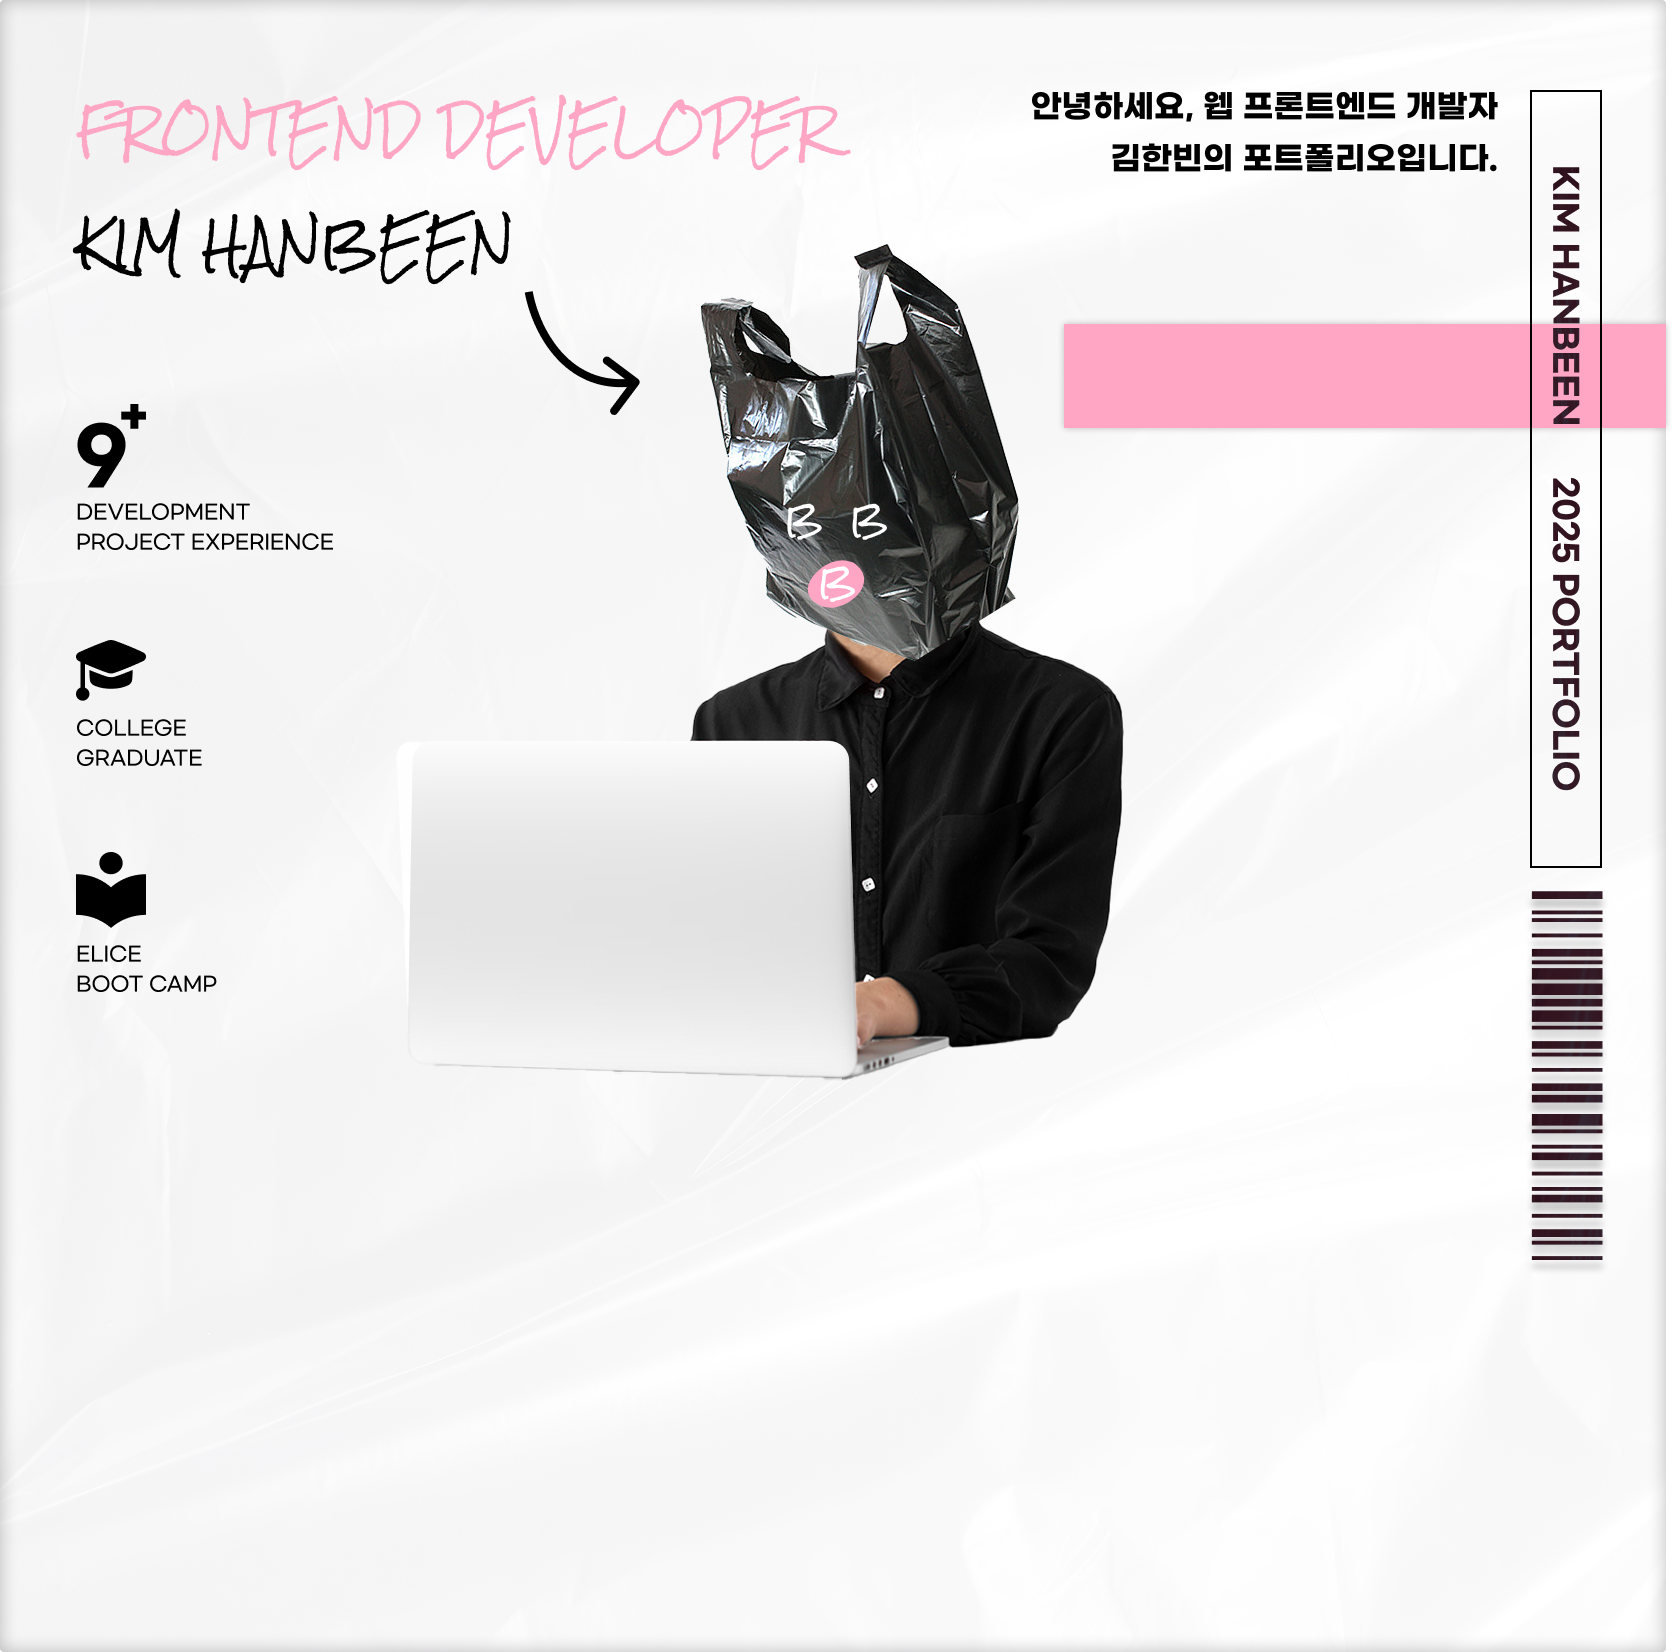 FRONTEND DEVELOPER
KIM HANBEEN
안녕하세요, 웹 프론트엔드 개발자
김한빈의 포트폴리오입니다.
KIM HANBEEN 2025 PORTFOLIO
9+
DEVELOPMENT
PROJECT EXPERIENCE
B B
B
COLLEGE
GRADUATE
ELICE
BOOT CAMP